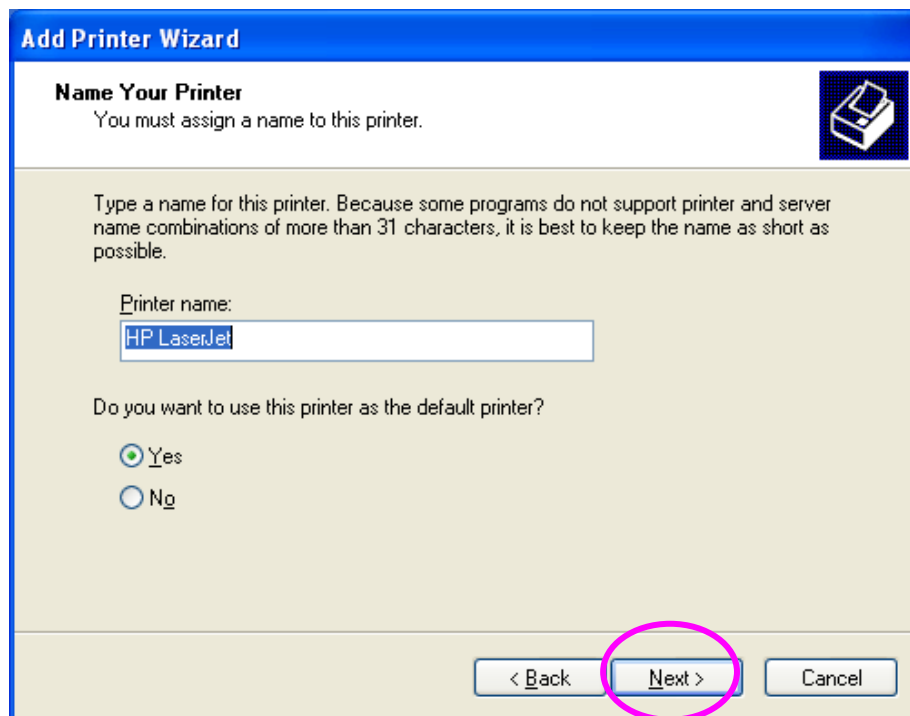 Add Printer Wizard
Name Your Printer
You must assign a name to this printer.
Type a name for this printer. Because some programs do not support printer and server
name combinations of more than 31 characters, it is best to keep the name as short as
possible.
Printer name:
HP LaserJet
Do you want to use this printer as the default printer?
Yes
No
< Back Next > Cancel